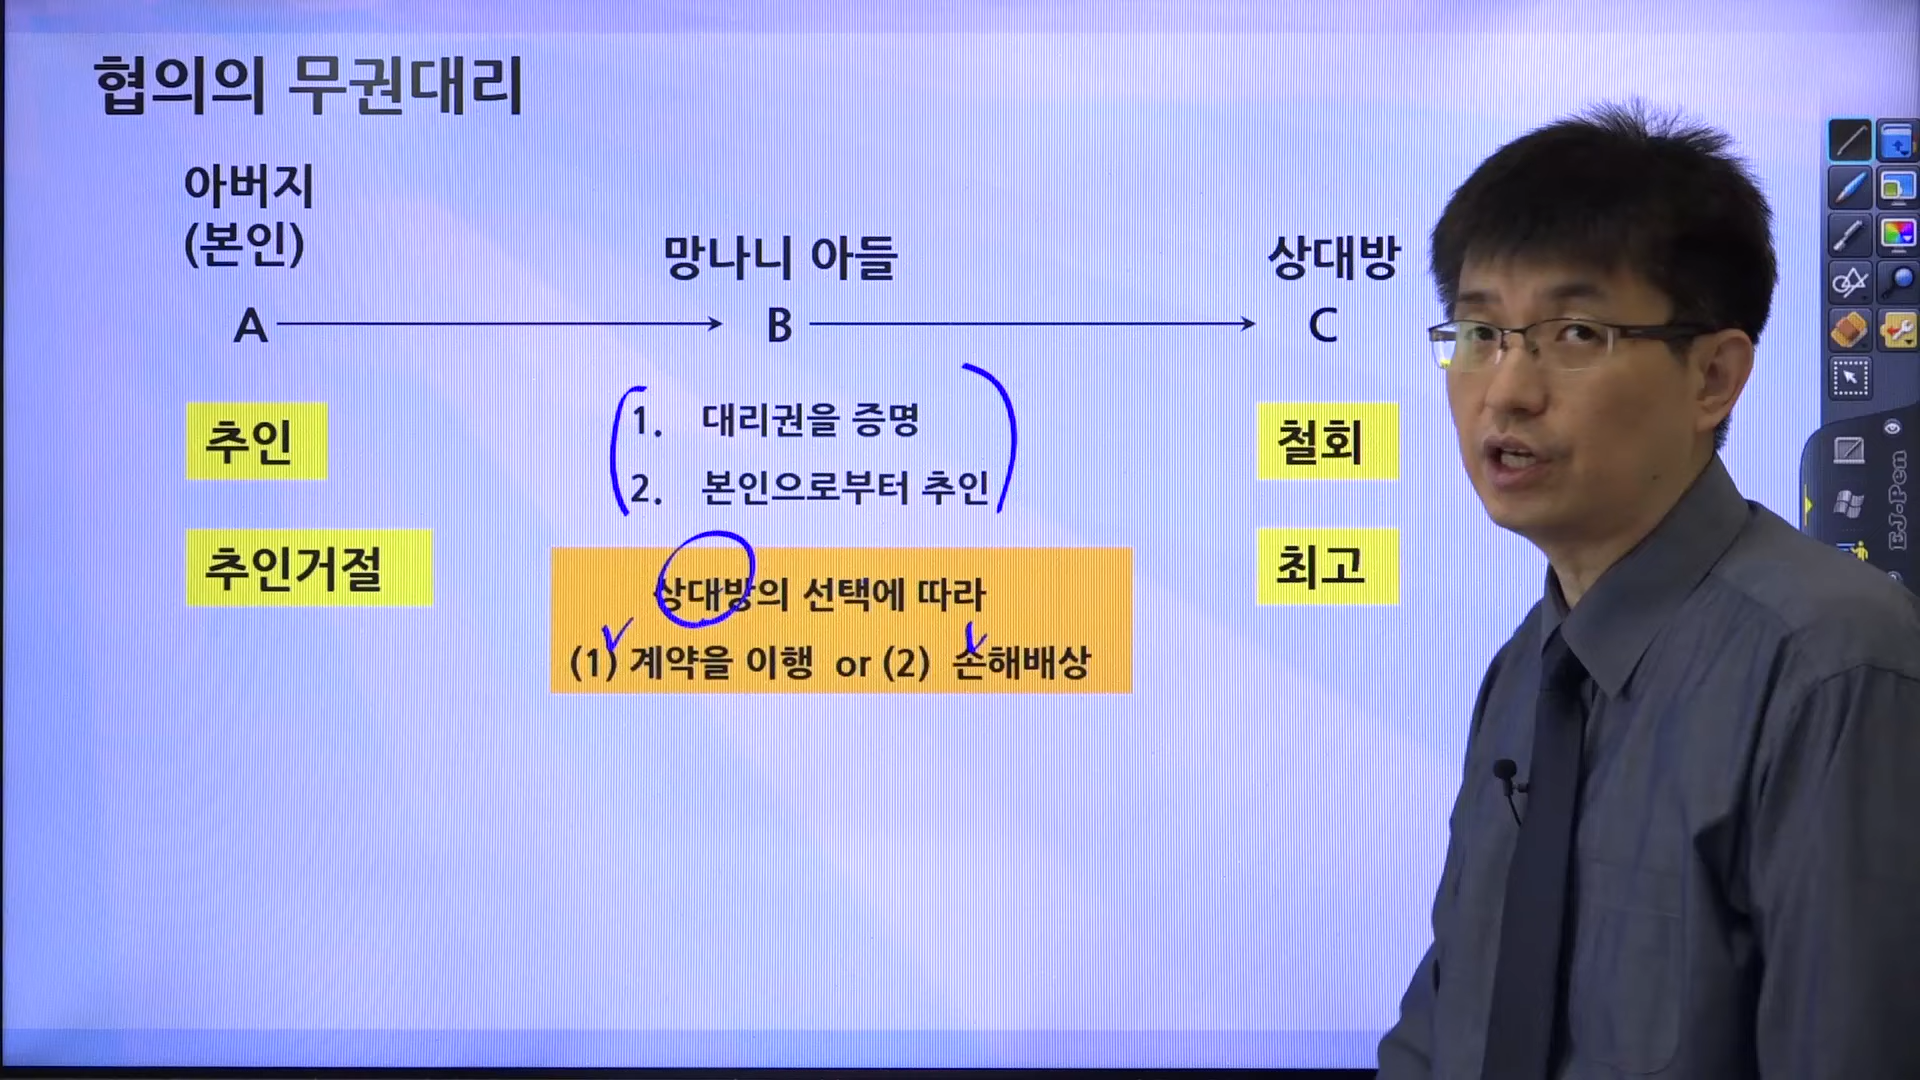 협의의 무권대리
아버지
(본인)
망나니 아들
상대방
A
B
C
추인
1. 대리권을 증명
철회
2. 본인으로부터 추인
추인거절
상대방의 선택에 따라
최고
(1) 계약을 이행 or (2) 손해배상
EJ-Pen